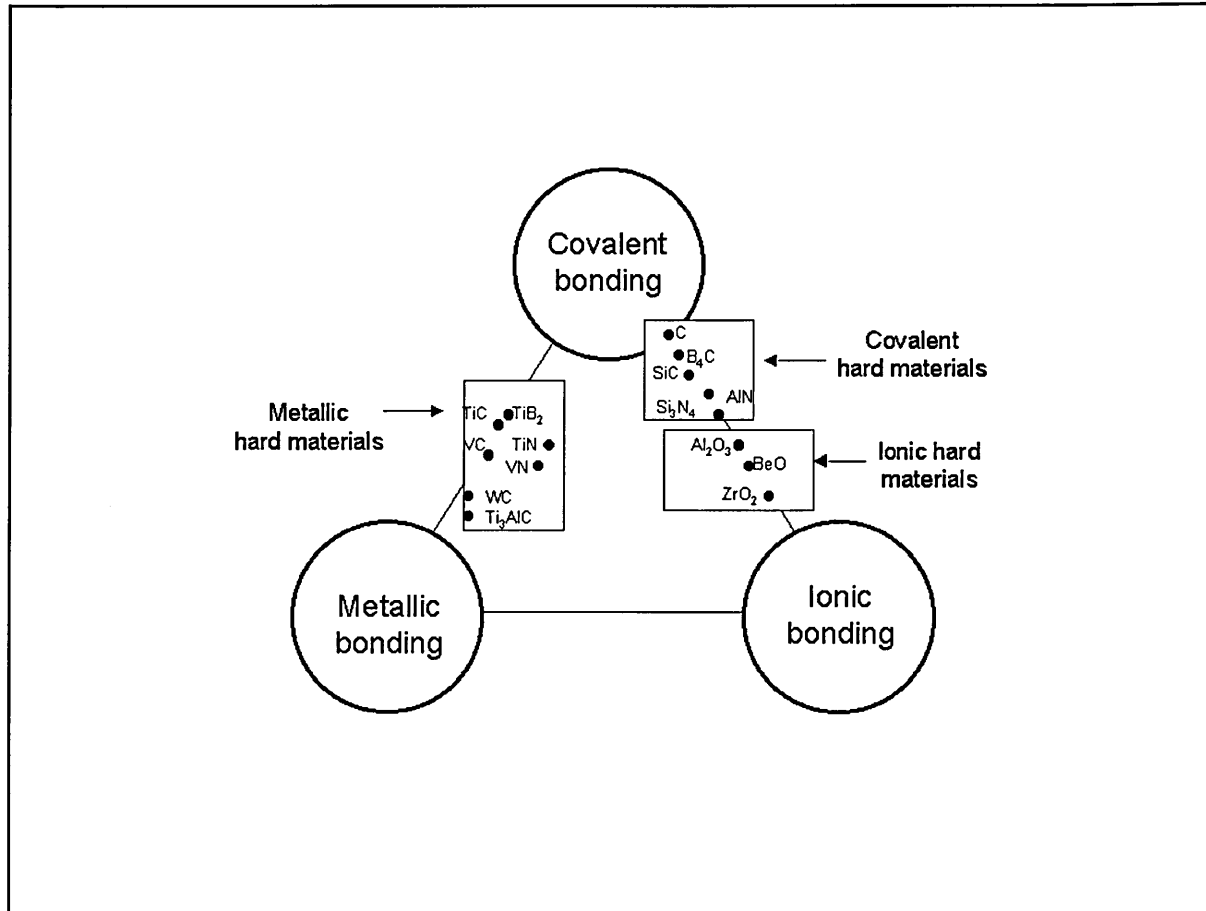 Covalent
bonding
C
B₄C
SiC
AlN
Si₃N₄
Covalent
hard materials
Metallic
hard materials
TiC
TiB₂
VC
TiN
VN
WC
Ti₃AlC
Al₂O₃
BeO
ZrO₂
Ionic hard
materials
Metallic
bonding
Ionic
bonding